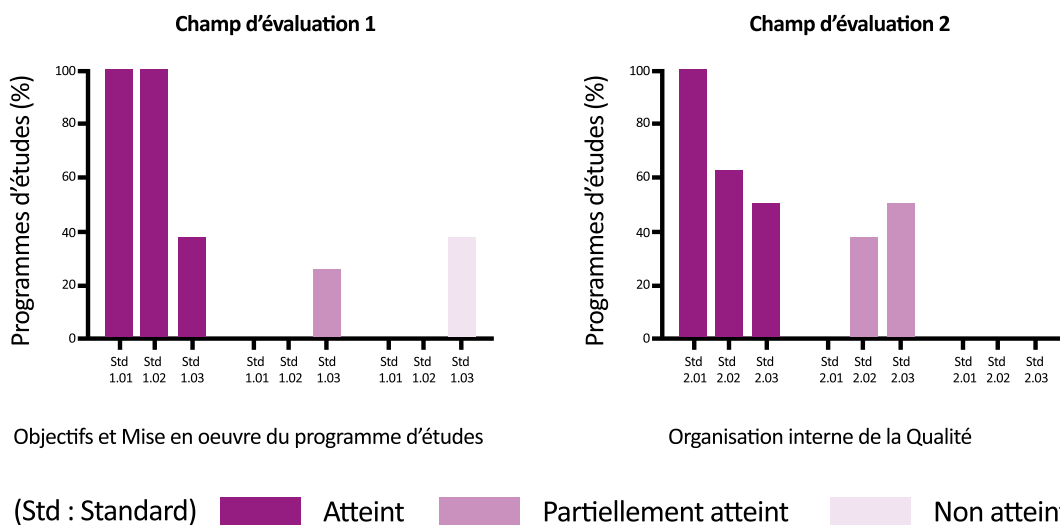 Champ d'évaluation 1
Programmes d'études (%)
100
80
60
40
20
0
Std Std Std Std Std Std Std Std Std
1.01 1.02 1.03 1.01 1.02 1.03 1.01 1.02 1.03
Objectifs et Mise en oeuvre du programme d'études
Champ d'évaluation 2
Programmes d'études (%)
100
80
60
40
20
0
Std Std Std Std Std Std Std Std Std
2.01 2.02 2.03 2.01 2.02 2.03 2.01 2.02 2.03
Organisation interne de la Qualité
(Std : Standard) Atteint Partiellement atteint Non attein